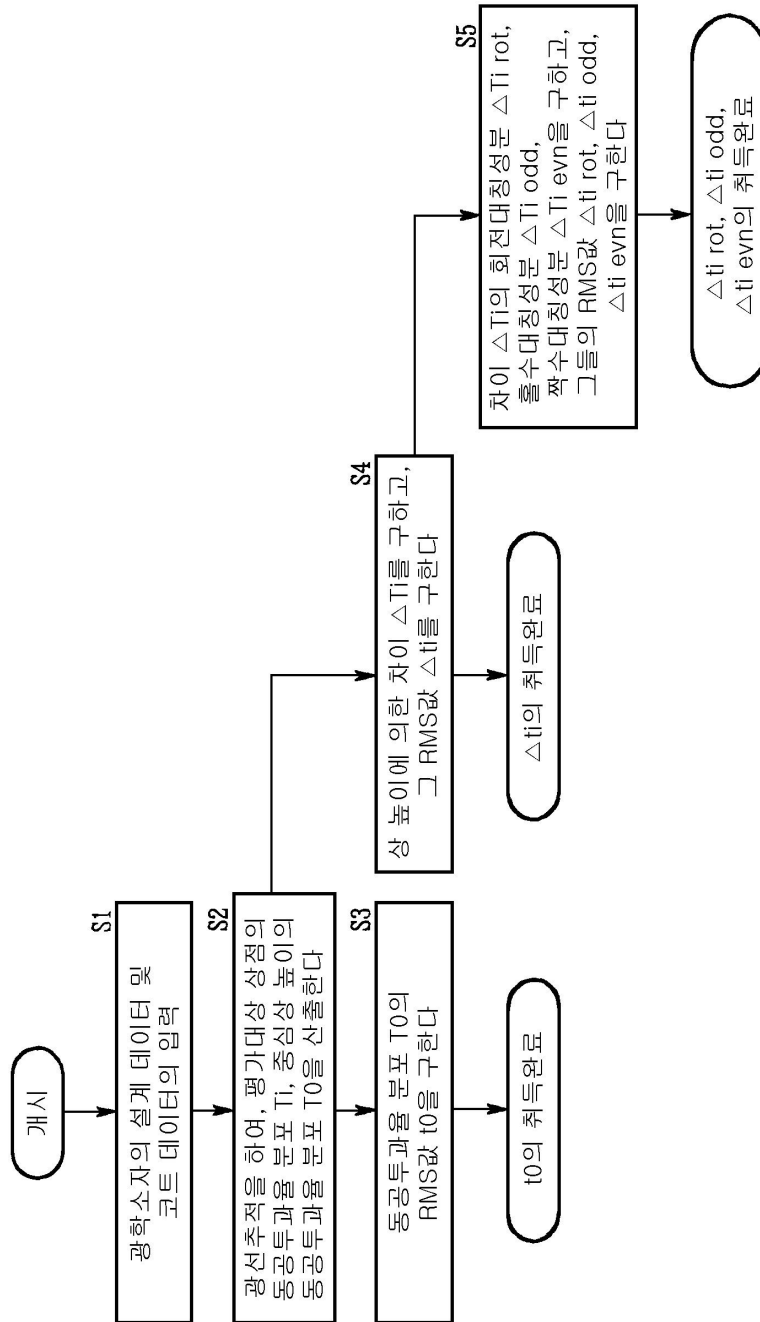 개시
S1
광학소자의 설계 데이터 및
코트 데이터의 입력
S2
광선추적을 하여, 평가대상 상점의
동공투과율 분포 Ti, 중심상 높이의
동공투과율 분포 T0을 산출한다
S3
동공투과율 분포 T0의
RMS값 t0을 구한다
t0의 취득완료
S4
상 높이에 의한 차이 △Ti를 구하고,
그 RMS값 △ti를 구한다
△ti의 취득완료
S5
차이 △Ti의 회전대칭성분 △Ti rot,
홀수대칭성분 △Ti odd,
짝수대칭성분 △Ti evn을 구하고,
그들의 RMS값 △ti rot, △ti odd,
△ti evn을 구한다
△ti rot, △ti odd,
△ti evn의 취득완료